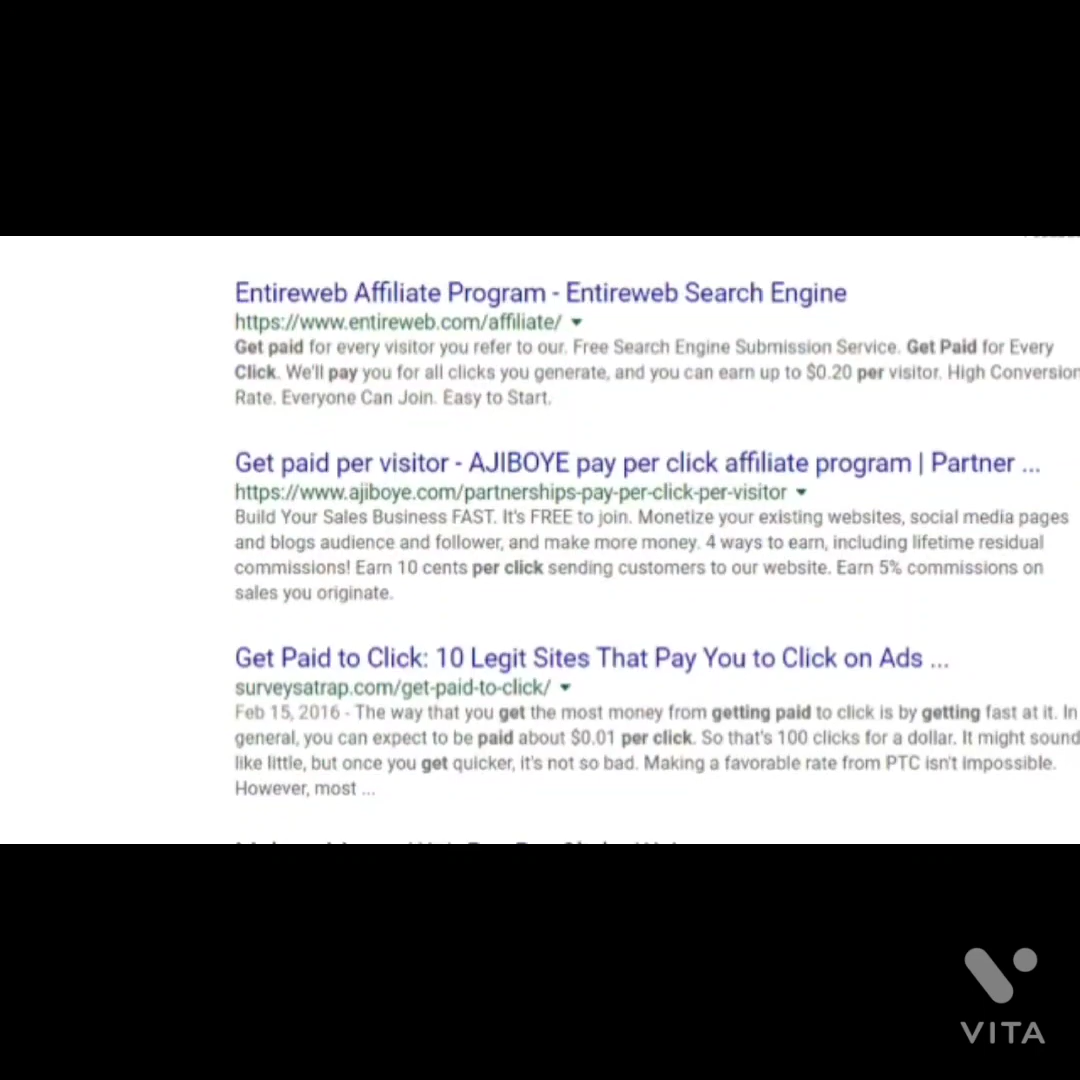 Entireweb Affiliate Program - Entireweb Search Engine
https://www.entireweb.com/affiliate/
Get paid for every visitor you refer to our. Free Search Engine Submission Service. Get Paid for Every
Click. We'll pay you for all clicks you generate, and you can earn up to $0.20 per visitor. High Conversion
Rate. Everyone Can Join. Easy to Start.
Get paid per visitor - AJIBOYE pay per click affiliate program | Partner ...
https://www.ajiboye.com/partnerships-pay-per-click-per-visitor
Build Your Sales Business FAST. It's FREE to join. Monetize your existing websites, social media pages
and blogs audience and follower, and make more money. 4 ways to earn, including lifetime residual
commissions! Earn 10 cents per click sending customers to our website. Earn 5% commissions on
sales you originate.
Get Paid to Click: 10 Legit Sites That Pay You to Click on Ads ...
surveysatrap.com/get-paid-to-click/
Feb 15, 2016 - The way that you get the most money from getting paid to click is by getting fast at it. In
general, you can expect to be paid about $0.01 per click. So that's 100 clicks for a dollar. It might sound
like little, but once you get quicker, it's not so bad. Making a favorable rate from PTC isn't impossible.
However, most ...
VITA